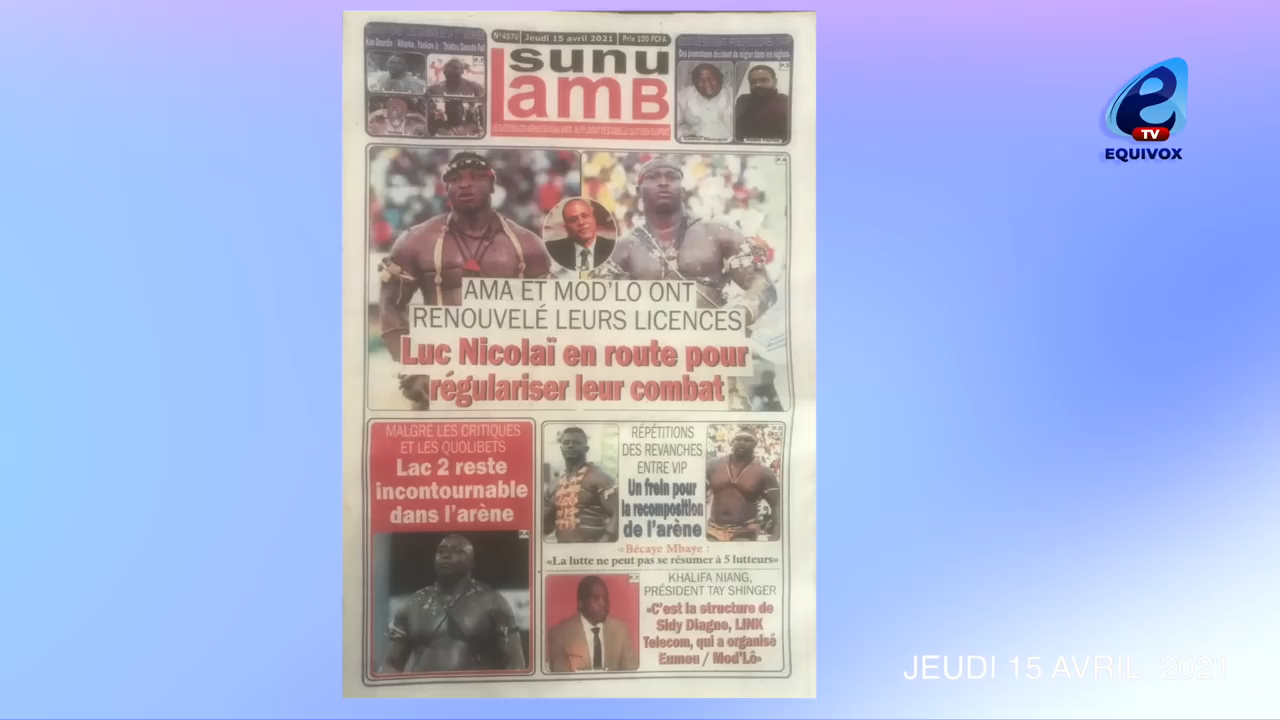 N°4570 Jeudi 15 avril 2021 Prix 100 FCFA
sunu
lamb
AMA ET MOD'LO ONT
RENOUVELÉ LEURS LICENCES
Luc Nicolaï en route pour
régulariser leur combat
MALGRÉ LES CRITIQUES
ET LES QUOLIBETS
Lac 2 reste
incontournable
dans l'arène
RÉPÉTITIONS
DES REVANCHES
ENTRE VIP
Un frein pour
la recomposition
de l'arène
Bécaye Mbaye :
«La lutte ne peut pas se résumer à 5 lutteurs»
KHALIFA NIANG,
PRÉSIDENT TAY SHINGER
«C'est la structure de
Sidy Diagne, LINK
Telecom, qui a organisé
Eumeu / Mod'Lô»
e
TV
EQUIVOX
JEUDI 15 AVRIL 2021